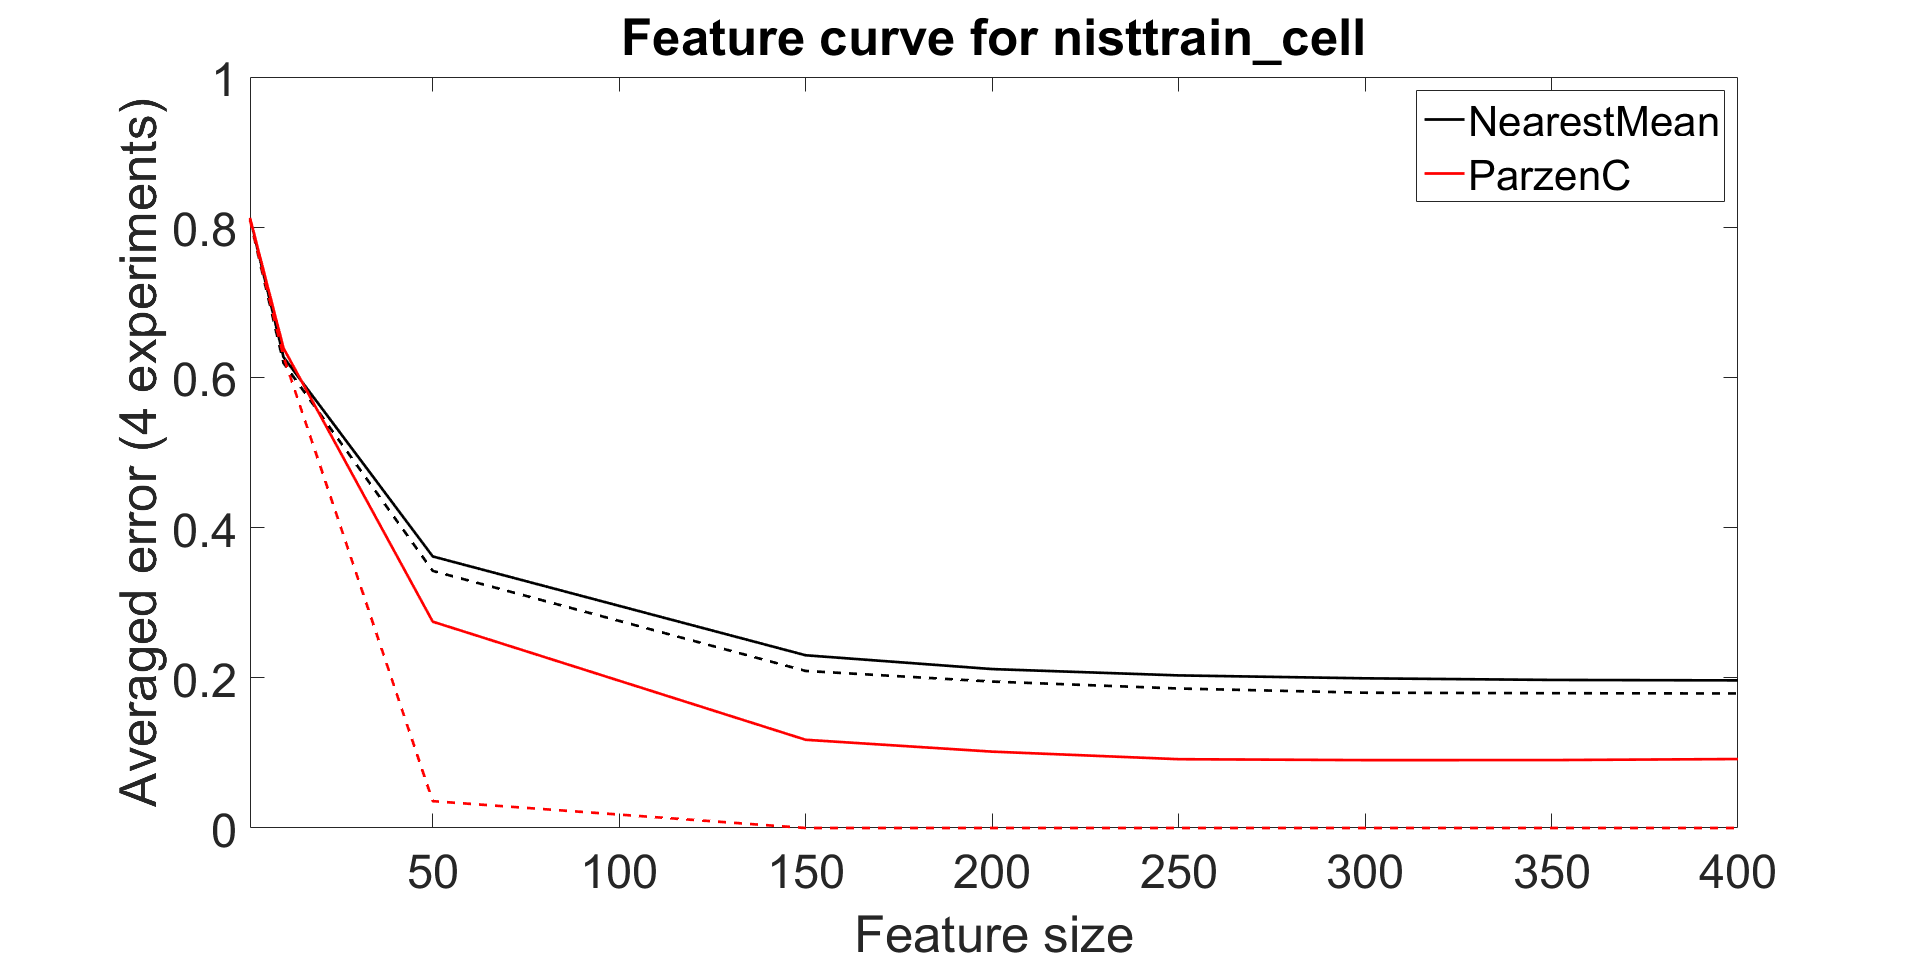 Feature curve for nisttrain_cell
Averaged error (4 experiments)
1
0.8
0.6
0.4
0.2
0
NearestMean
ParzenC
50 100 150 200 250 300 350 400
Feature size